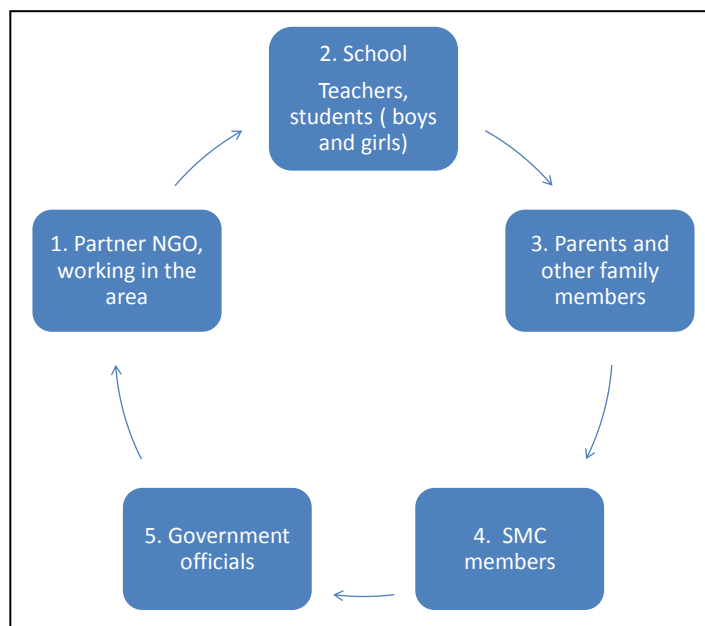 2. School
Teachers,
students ( boys
and girls)
1. Partner NGO,
working in the
area
3. Parents and
other family
members
5. Government
officials
4. SMC
members